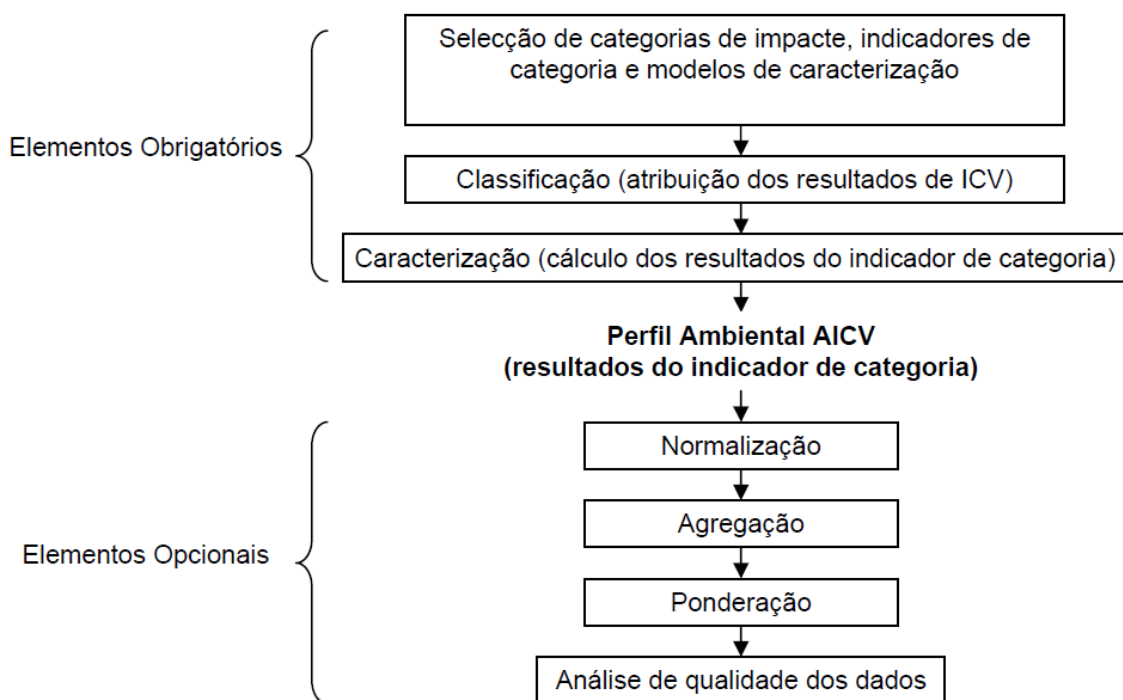 Selecção de categorias de impacte, indicadores de
categoria e modelos de caracterização
Elementos Obrigatórios
Classificação (atribuição dos resultados de ICV)
Caracterização (cálculo dos resultados do indicador de categoria)
Perfil Ambiental AICV
(resultados do indicador de categoria)
Normalização
Agregação
Elementos Opcionais
Ponderação
Análise de qualidade dos dados